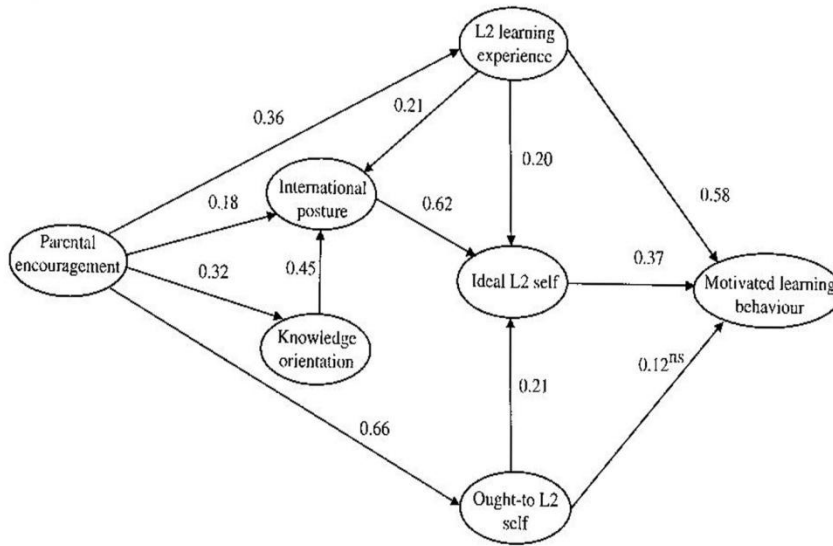 L2 learning
experience
0.36
0.21
0.20
0.58
International
posture
0.18
0.62
Parental
encouragement
0.32
0.45
Ideal L2 self
0.37
Motivated learning
behaviour
Knowledge
orientation
0.12ns
0.21
0.66
Ought-to L2
self